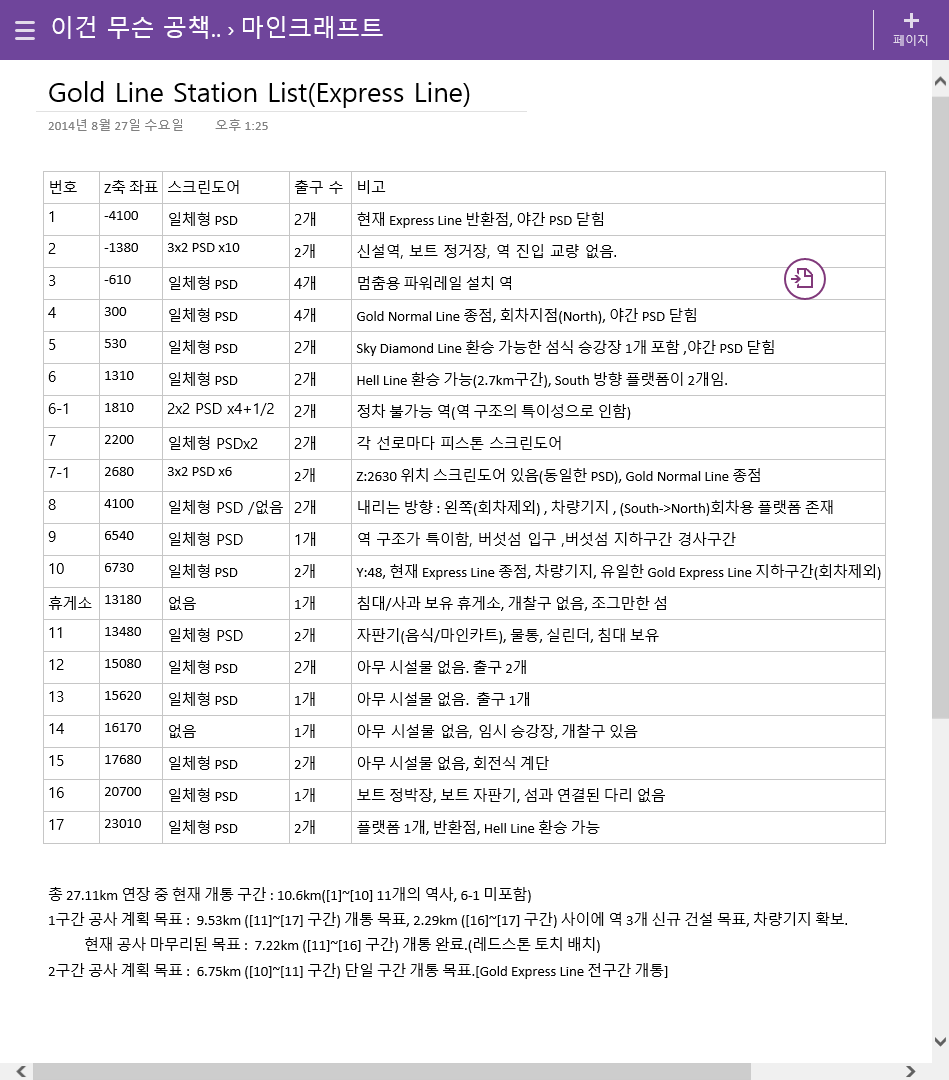 이건 무슨 공책.. › 마인크래프트
페이지
Gold Line Station List(Express Line)
2014년 8월 27일 수요일 오후 1:25
번호 z축 좌표 스크린도어 출구 수 비고
1 -4100 일체형 PSD 2개 현재 Express Line 반환점, 야간 PSD 닫힘
2 -1380 3x2 PSD x10 2개 신설역, 보트 정거장, 역 진입 교량 없음.
3 -610 일체형 PSD 4개 멈춤용 파워레일 설치 역
4 300 일체형 PSD 4개 Gold Normal Line 종점, 회차지점(North), 야간 PSD 닫힘
5 530 일체형 PSD 2개 Sky Diamond Line 환승 가능한 섬식 승강장 1개 포함 ,야간 PSD 닫힘
6 1310 일체형 PSD 2개 Hell Line 환승 가능(2.7km구간), South 방향 플랫폼이 2개임.
6-1 1810 2x2 PSD x4+1/2 2개 정차 불가능 역(역 구조의 특이성으로 인함)
7 2200 일체형 PSDx2 2개 각 선로마다 피스톤 스크린도어
7-1 2680 3x2 PSD x6 2개 Z:2630 위치 스크린도어 있음(동일한 PSD), Gold Normal Line 종점
8 4100 일체형 PSD /없음 2개 내리는 방향 : 왼쪽(회차제외) , 차량기지 , (South->North)회차용 플랫폼 존재
9 6540 일체형 PSD 1개 역 구조가 특이함, 버섯섬 입구 ,버섯섬 지하구간 경사구간
10 6730 일체형 PSD 2개 Y:48, 현재 Express Line 종점, 차량기지, 유일한 Gold Express Line 지하구간(회차제외)
휴게소 13180 없음 1개 침대/사과 보유 휴게소, 개찰구 없음, 조그만한 섬
11 13480 일체형 PSD 2개 자판기(음식/마인카트), 물통, 실린더, 침대 보유
12 15080 일체형 PSD 2개 아무 시설물 없음. 출구 2개
13 15620 일체형 PSD 1개 아무 시설물 없음. 출구 1개
14 16170 없음 1개 아무 시설물 없음, 임시 승강장, 개찰구 있음
15 17680 일체형 PSD 2개 아무 시설물 없음, 회전식 계단
16 20700 일체형 PSD 1개 보트 정박장, 보트 자판기, 섬과 연결된 다리 없음
17 23010 일체형 PSD 2개 플랫폼 1개, 반환점, Hell Line 환승 가능
총 27.11km 연장 중 현재 개통 구간 : 10.6km([1]~[10] 11개의 역사, 6-1 미포함)
1구간 공사 계획 목표 : 9.53km ([11]~[17] 구간) 개통 목표, 2.29km ([16]~[17] 구간) 사이에 역 3개 신규 건설 목표, 차량기지 확보.
현재 공사 마무리된 목표 : 7.22km ([11]~[16] 구간) 개통 완료.(레드스톤 토치 배치)
2구간 공사 계획 목표 : 6.75km ([10]~[11] 구간) 단일 구간 개통 목표.[Gold Express Line 전구간 개통]